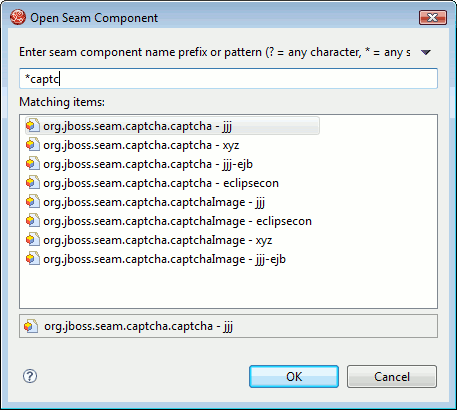 Open Seam Component
Enter seam component name prefix or pattern (? = any character, * = any s
*captc
Matching items:
org.jboss.seam.captcha.captcha - jjj
org.jboss.seam.captcha.captcha - xyz
org.jboss.seam.captcha.captcha - jjj-ejb
org.jboss.seam.captcha.captcha - eclipsecon
org.jboss.seam.captcha.captchaImage - jjj
org.jboss.seam.captcha.captchaImage - eclipsecon
org.jboss.seam.captcha.captchaImage - xyz
org.jboss.seam.captcha.captchaImage - jjj-ejb
org.jboss.seam.captcha.captcha - jjj
? OK Cancel